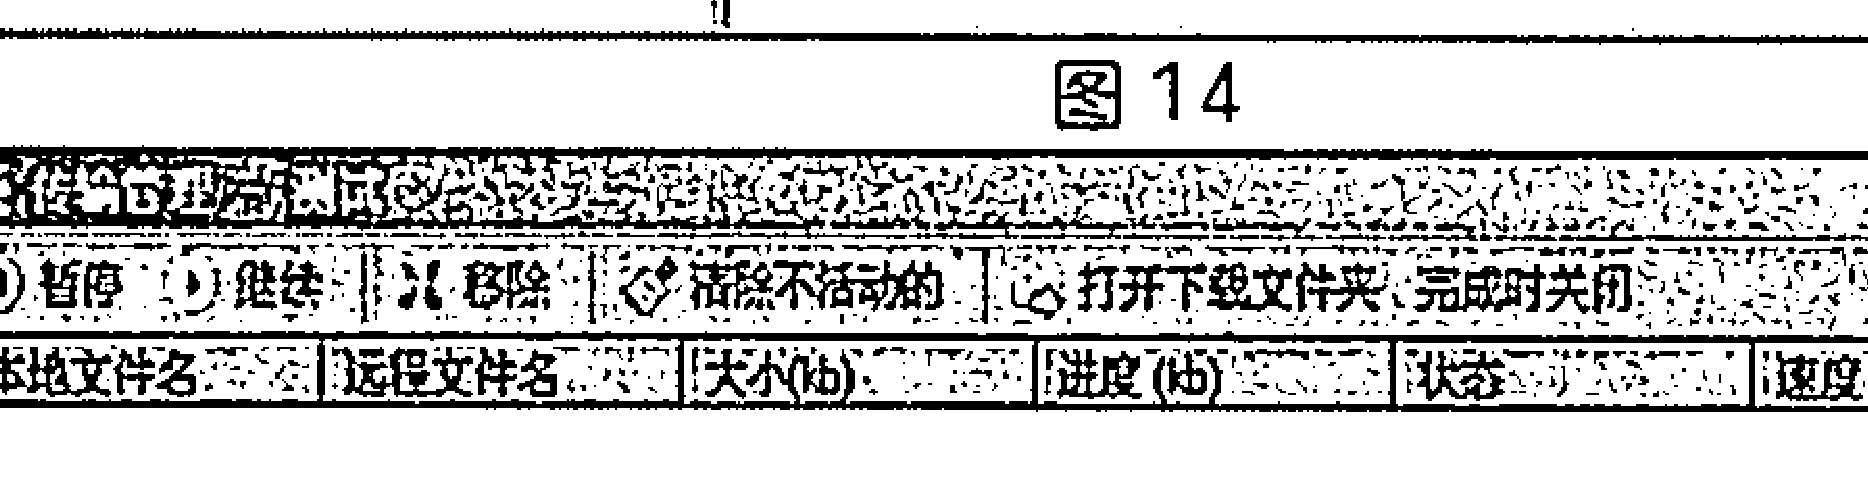 图 14
暂停 继续 移除 清除不活动的 打开下载文件夹 完成时关闭
本地文件名 远程文件名 大小(kb) 进度(kb) 状态 速度